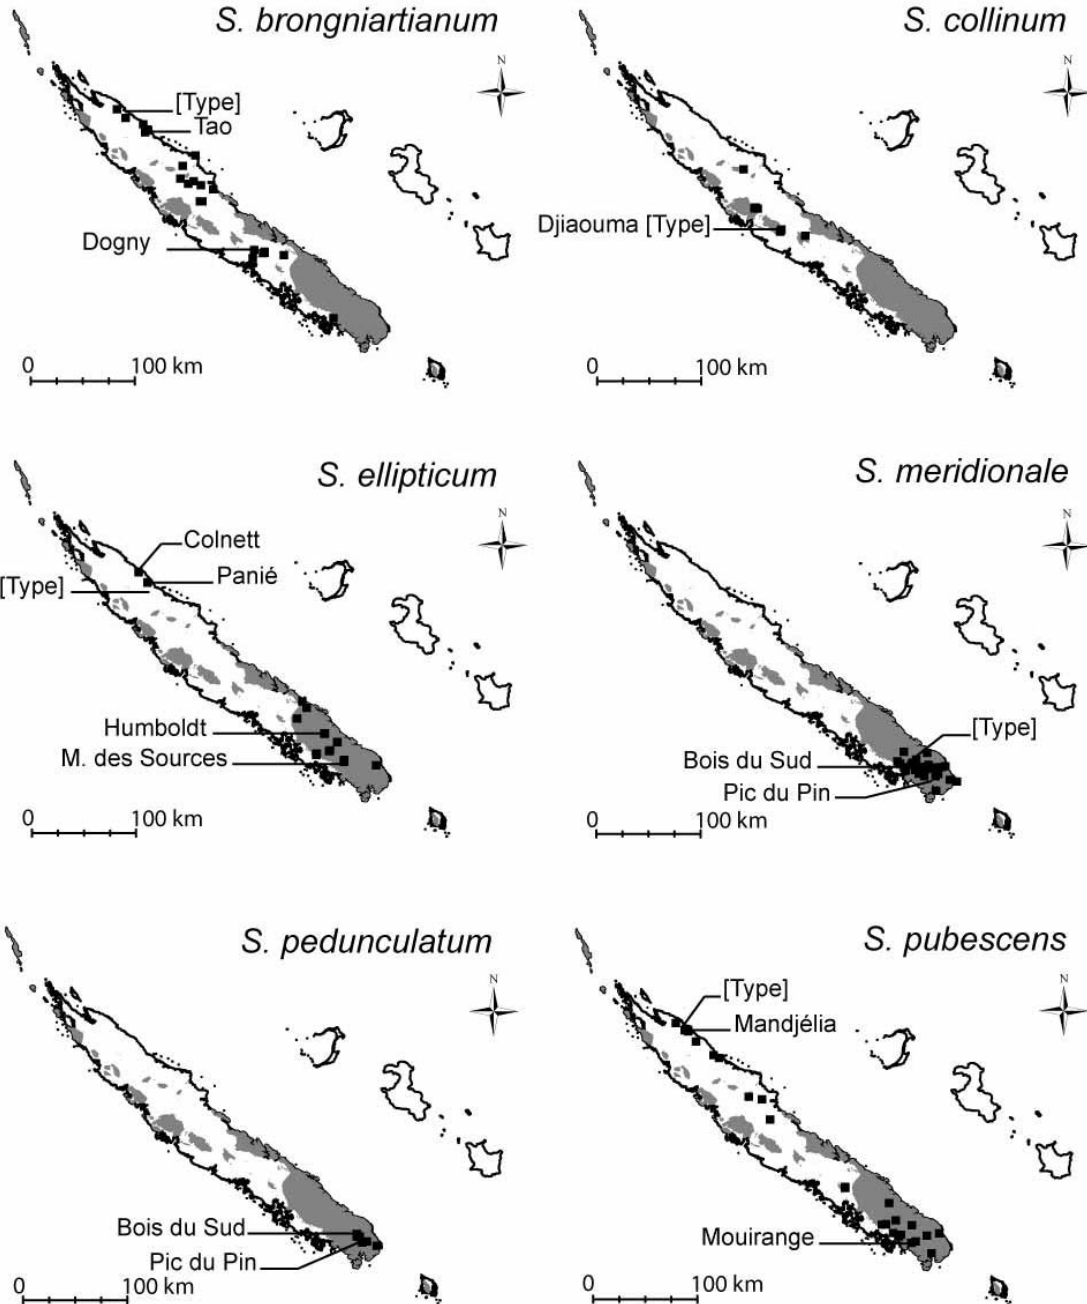 S. brongniartianum
N
[Type]
Tao
Dogny
0 100 km
S. collinum
N
Djiaouma [Type]
0 100 km
S. ellipticum
N
Colnett
Panié
[Type]
Humboldt
M. des Sources
0 100 km
S. meridionale
N
[Type]
Bois du Sud
Pic du Pin
0 100 km
S. pedunculatum
N
Bois du Sud
Pic du Pin
0 100 km
S. pubescens
N
[Type]
Mandjélia
Mouirange
0 100 km